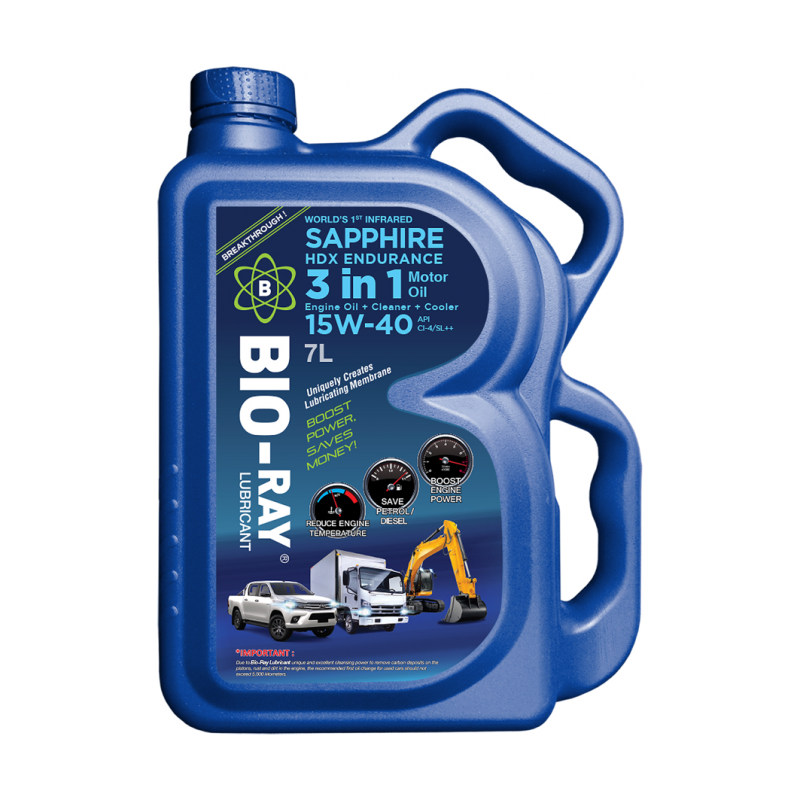 BREAKTHROUGH !
WORLD'S 1ST INFRARED
SAPPHIRE
HDX ENDURANCE
3 in 1 Motor Oil
Engine Oil + Cleaner + Cooler
15W-40 API CI-4/SL++
7L
B
BIO-RAY®
LUBRICANT
Uniquely Creates
Lubricating Membrane
BOOST
POWER,
SAVES
MONEY!
BOOST
ENGINE
POWER
SAVE
PETROL /
DIESEL
REDUCE ENGINE
TEMPERATURE
*IMPORTANT :
Due to Bio-Ray Lubricant unique and excellent cleansing power to remove carbon deposits on the
pistons, rust and dirt in the engine, the recommended first oil change for used cars should not
exceed 5,000 kilometers.